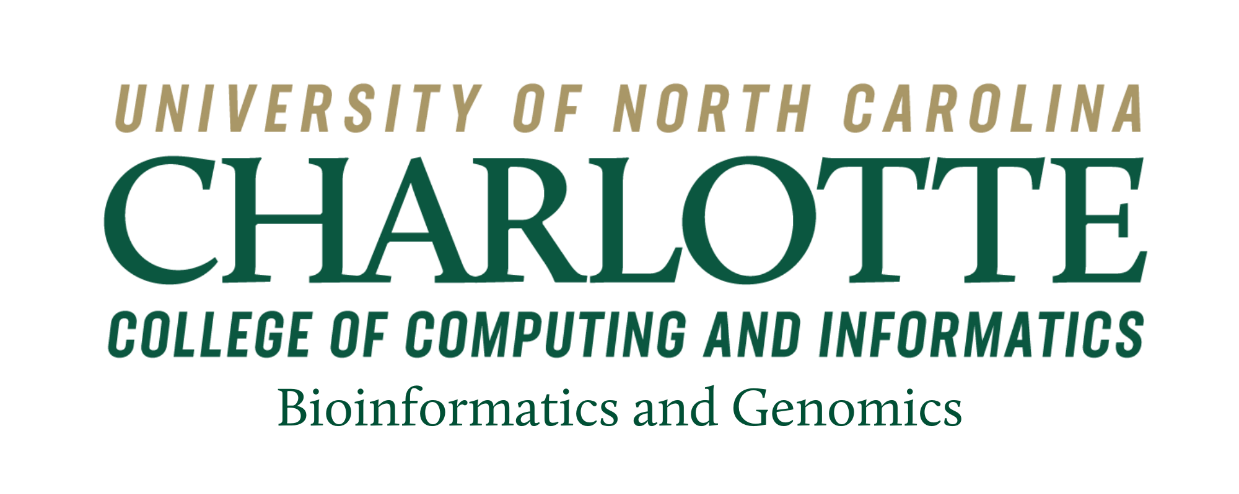 UNIVERSITY OF NORTH CAROLINA
CHARLOTTE
COLLEGE OF COMPUTING AND INFORMATICS
Bioinformatics and Genomics